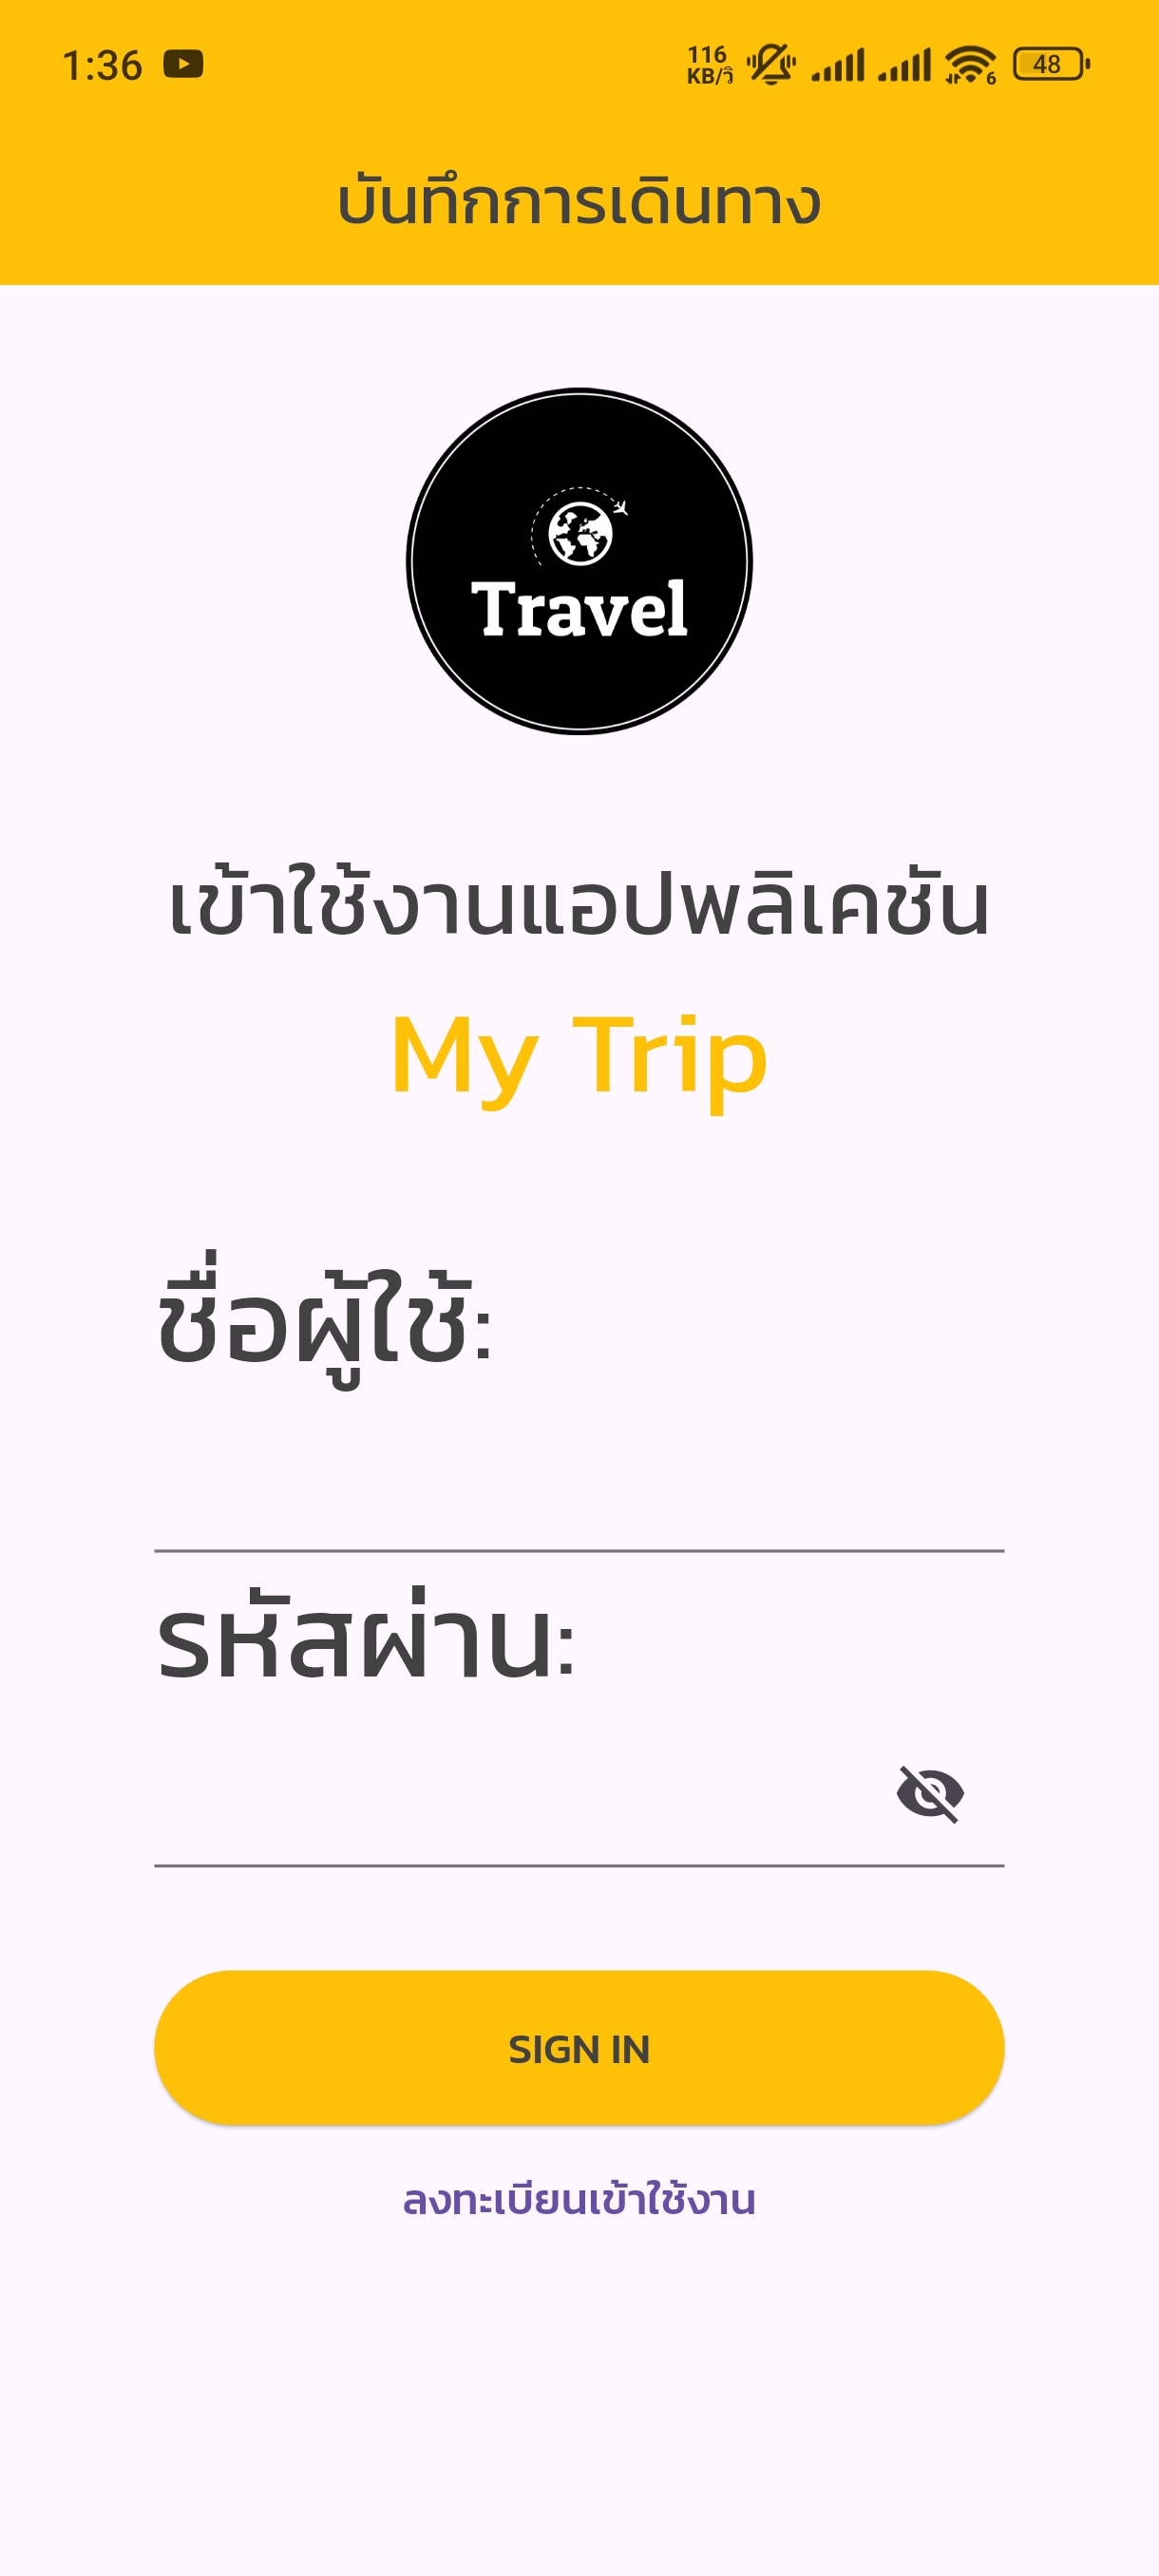 1:36
116
KB/วิ
6
48
บันทึกการเดินทาง
Travel
เข้าใช้งานแอปพลิเคชัน
My Trip
ชื่อผู้ใช้:
รหัสผ่าน:
SIGN IN
ลงทะเบียนเข้าใช้งาน